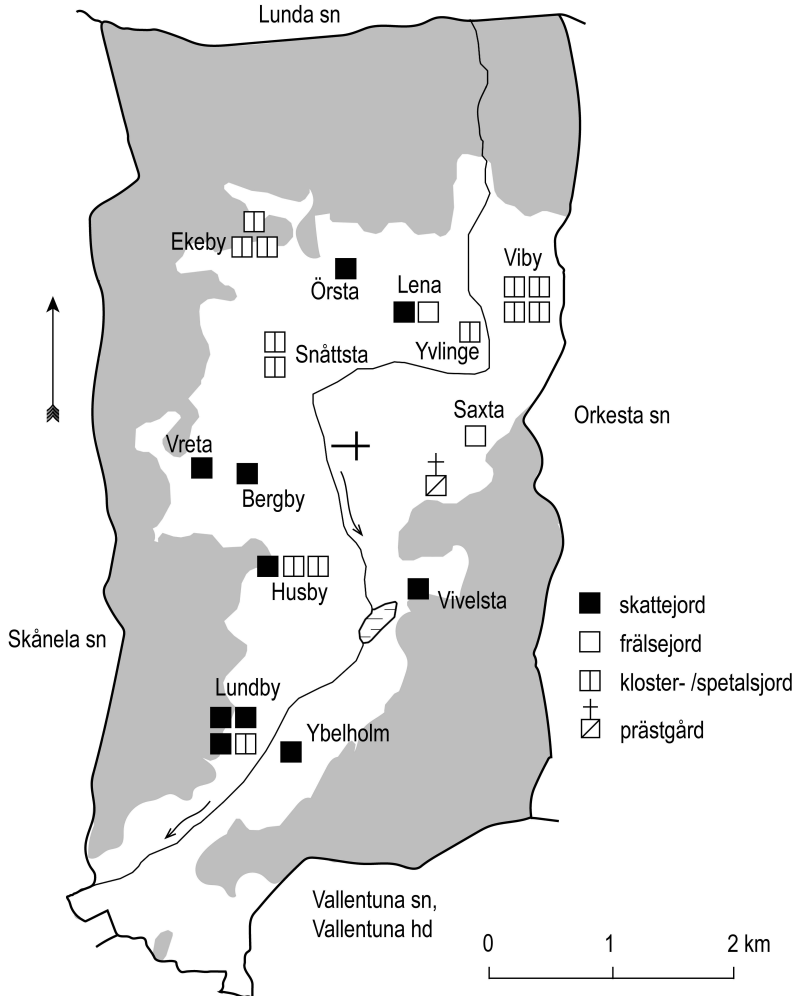 Lunda sn
Ekeby
Viby
Örsta
Lena
Snåttsta
Yvlinge
Saxta
Orkesta sn
Vreta
Bergby
Husby
Vivelsta
skattejord
frälsejord
Skånela sn
kloster- /spetalsjord
Lundby
prästgård
Ybelholm
Vallentuna sn,
Vallentuna hd
0 1 2 km